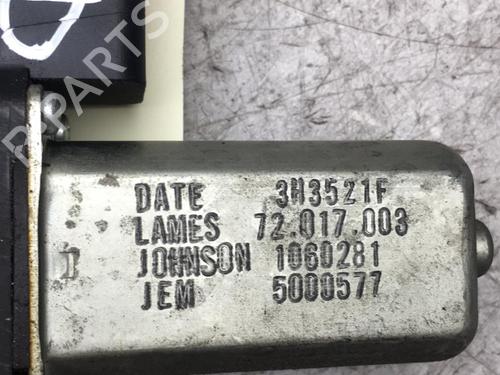 DATE 3H3521F
LAMES 72.017.003
JOHNSON 1060281
JEM 5000577
PARTS